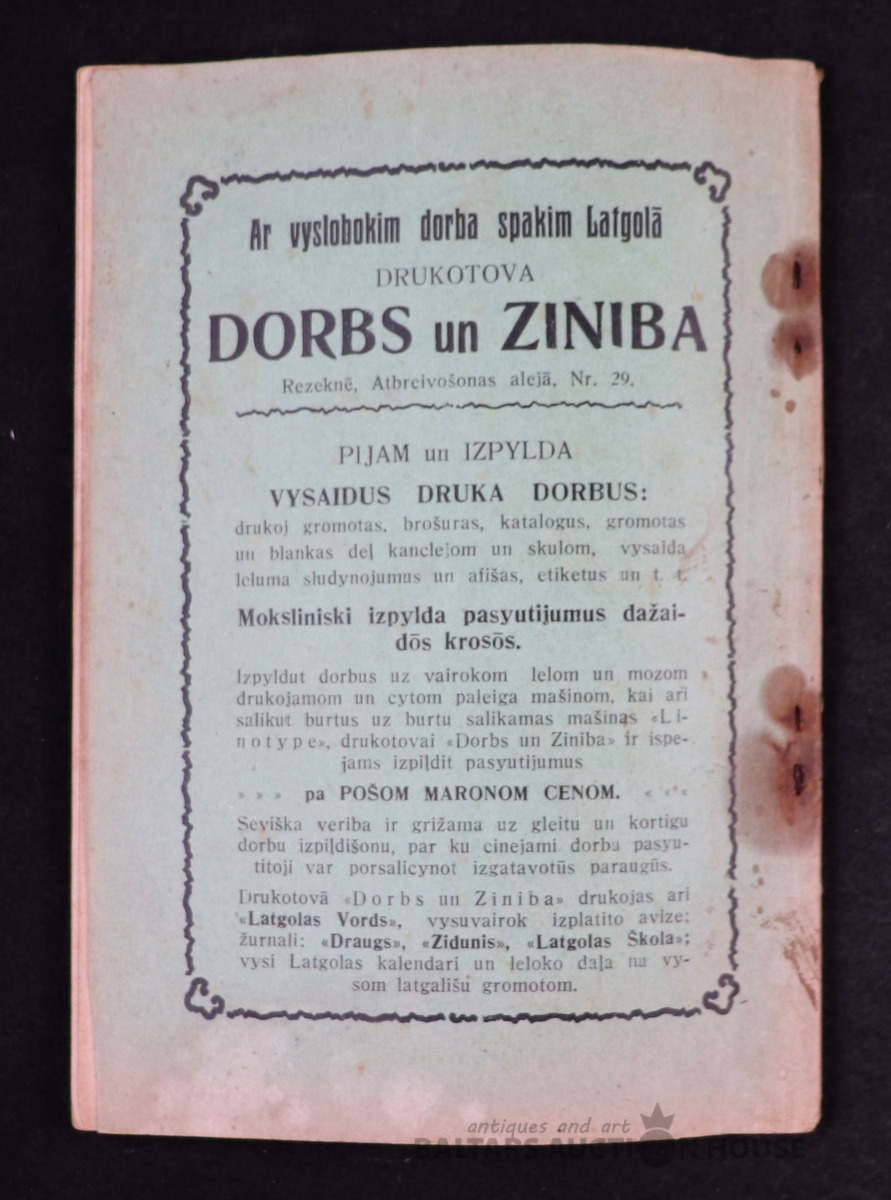 Ar vyslobokim dorba spakim Latgolā
DRUKOTOVA
DORBS un ZINIBA
Rezeknē, Atbreivošonas alejā, Nr. 29.
PIJAM un IZPYLDA
VYSAIDUS DRUKA DORBUS:
drukoj gromotas, brošuras, katalogus, gromotas
un blankas deļ kanclejom un skulom, vysaida
leluma sludynojumus un afišas, etiketus un t. t.
Moksliniski izpylda pasyutijumus dažai-
dōs krosōs.
Izpyldut dorbus uz vairokom lelom un mozom
drukojamom un cytom paleiga mašinom, kai ari
salikut burtus uz burtu salikamas mašinas «Li-
notype», drukotovai «Dorbs un Ziniba» ir ispe-
jams izpiļdit pasyutijumus
» » » pa POŠOM MARONOM CENOM. « « «
Seviška veriba ir grižama uz gleitu un kortigu
dorbu izpiļdišonu, par ku cinejami dorbu pasyu-
titoji var porsalicynot izgatavotūs paraugūs.
Drukotovā «Dorbs un Ziniba» drukojas ari
«Latgolas Vords», vysuvairok izplatito avize;
žurnali: «Draugs», «Zidunis», «Latgolas Škola»;
vysi Latgolas kalendari un leloko daļa nu vy-
som latgališu gromotom.
antiques and art
BALTARS AUCTION HOUSE